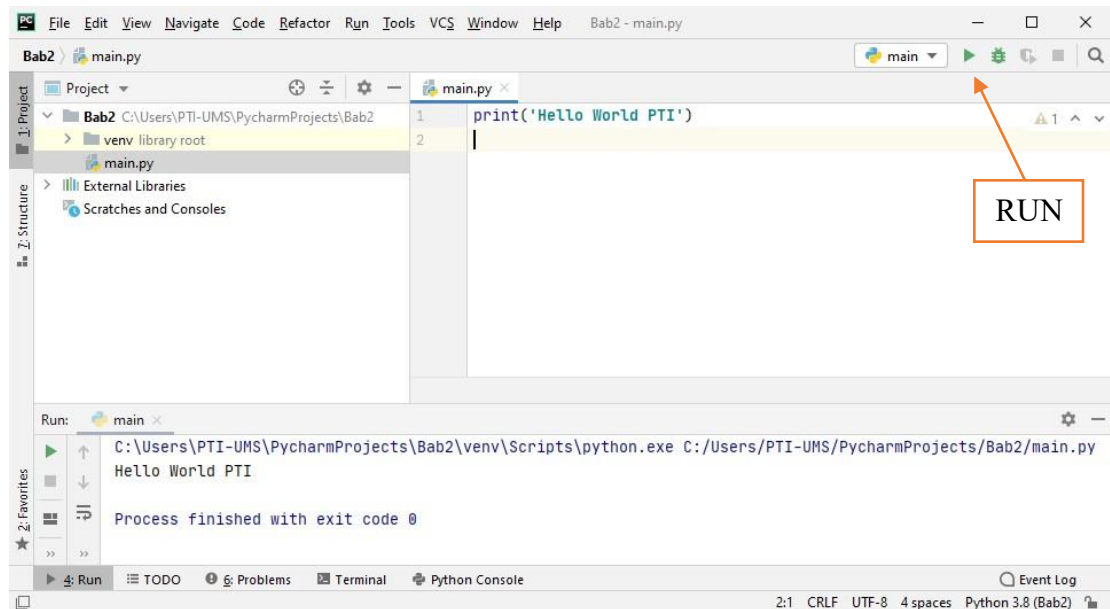 PC File Edit View Navigate Code Refactor Run Tools VCS Window Help Bab2 - main.py
Bab2 main.py main
1: Project
Project
main.py
Bab2 C:\Users\PTI-UMS\PycharmProjects\Bab2
venv library root
main.py
External Libraries
Scratches and Consoles
Z: Structure
1 print('Hello World PTI')
2
1
RUN
Run: main
C:\Users\PTI-UMS\PycharmProjects\Bab2\venv\Scripts\python.exe C:/Users/PTI-UMS/PycharmProjects/Bab2/main.py
Hello World PTI
Process finished with exit code 0
2: Favorites
4: Run TODO 6: Problems Terminal Python Console Event Log
2:1 CRLF UTF-8 4 spaces Python 3.8 (Bab2)